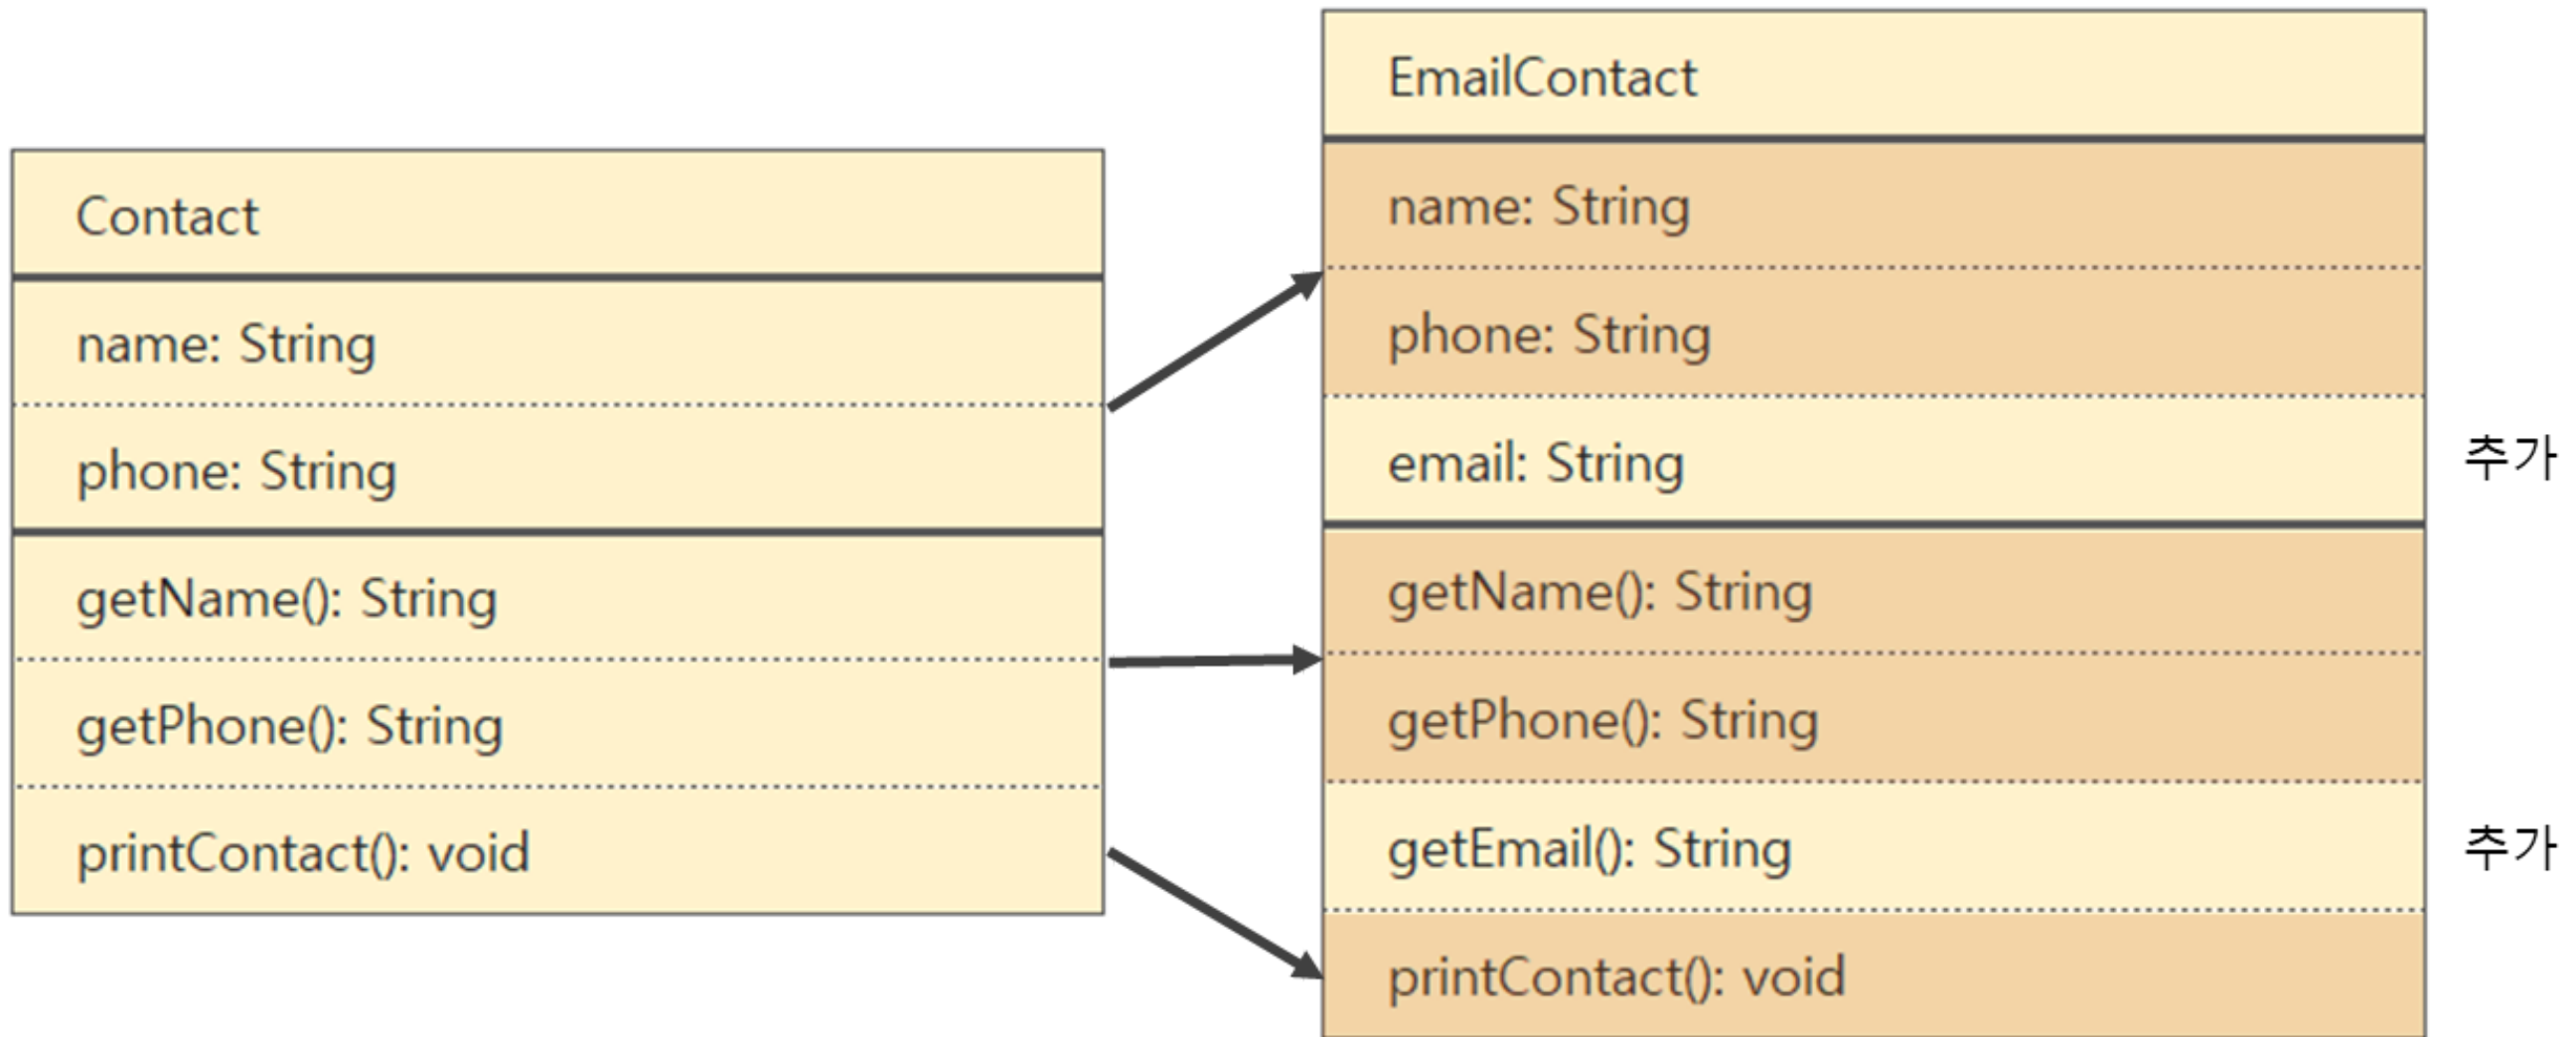 Contact
name: String
phone: String
getName(): String
getPhone(): String
printContact(): void
EmailContact
name: String
phone: String
email: String
추가
getName(): String
getPhone(): String
getEmail(): String
추가
printContact(): void